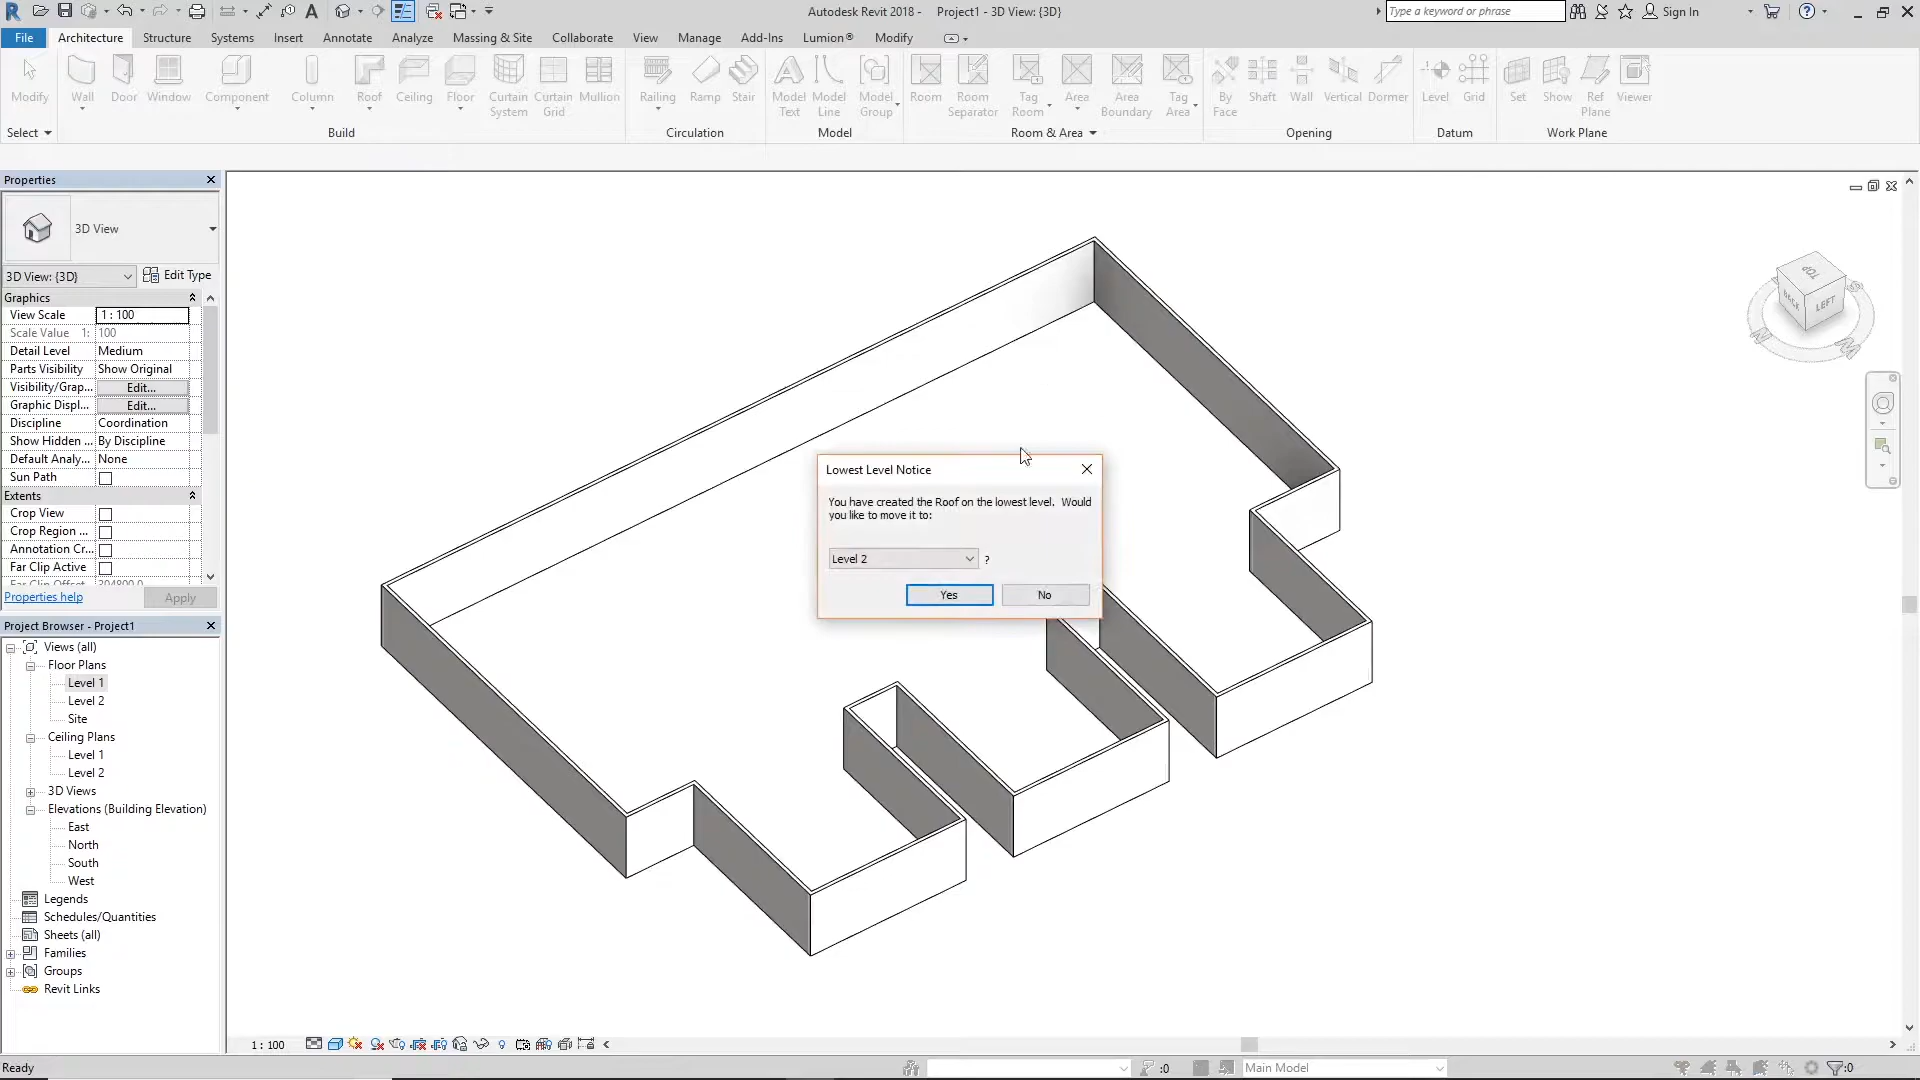 Autodesk Revit 2018 - Project1 - 3D View: {3D}
Type a keyword or phrase
Sign In
File Architecture Structure Systems Insert Annotate Analyze Massing & Site Collaborate View Manage Add-Ins Lumion® Modify
Modify Wall Door Window Component Column Roof Ceiling Floor Curtain System Curtain Grid Mullion Railing Ramp Stair Model Text Model Line Model Group Room Room Separator Tag Room Area Area Boundary Tag Area By Face Shaft Wall Vertical Dormer Level Grid Set Show Ref Plane Viewer
Select Build Circulation Model Room & Area Opening Datum Work Plane
Properties
3D View
3D View: {3D} Edit Type
Graphics
View Scale 1 : 100
Scale Value 1: 100
Detail Level Medium
Parts Visibility Show Original
Visibility/Grap... Edit...
Graphic Displ... Edit...
Discipline Coordination
Show Hidden ... By Discipline
Default Analy... None
Sun Path
Extents
Crop View
Crop Region ...
Annotation Cr...
Far Clip Active
Far Clip Offset 304800.0
Properties help Apply
Project Browser - Project1
Views (all)
Floor Plans
Level 1
Level 2
Site
Ceiling Plans
Level 1
Level 2
3D Views
Elevations (Building Elevation)
East
North
South
West
Legends
Schedules/Quantities
Sheets (all)
Families
Groups
Revit Links
Lowest Level Notice
You have created the Roof on the lowest level. Would
you like to move it to:
Level 2 ?
Yes No
TOP
BACK LEFT
1 : 100
Ready
:0
Main Model
:0